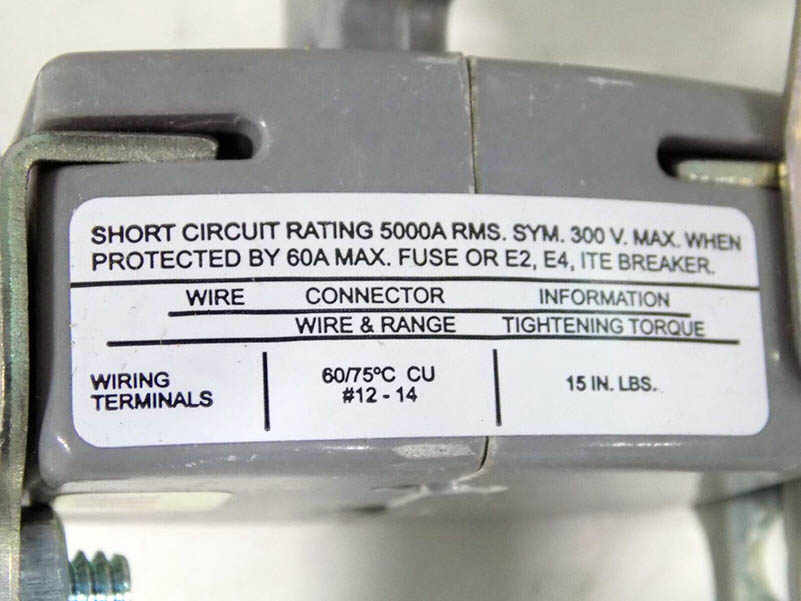 SHORT CIRCUIT RATING 5000A RMS. SYM. 300 V. MAX. WHEN
PROTECTED BY 60A MAX. FUSE OR E2, E4, ITE BREAKER.
WIRE CONNECTOR INFORMATION
WIRE & RANGE TIGHTENING TORQUE
WIRING
TERMINALS
60/75ºC CU
#12 - 14
15 IN. LBS.